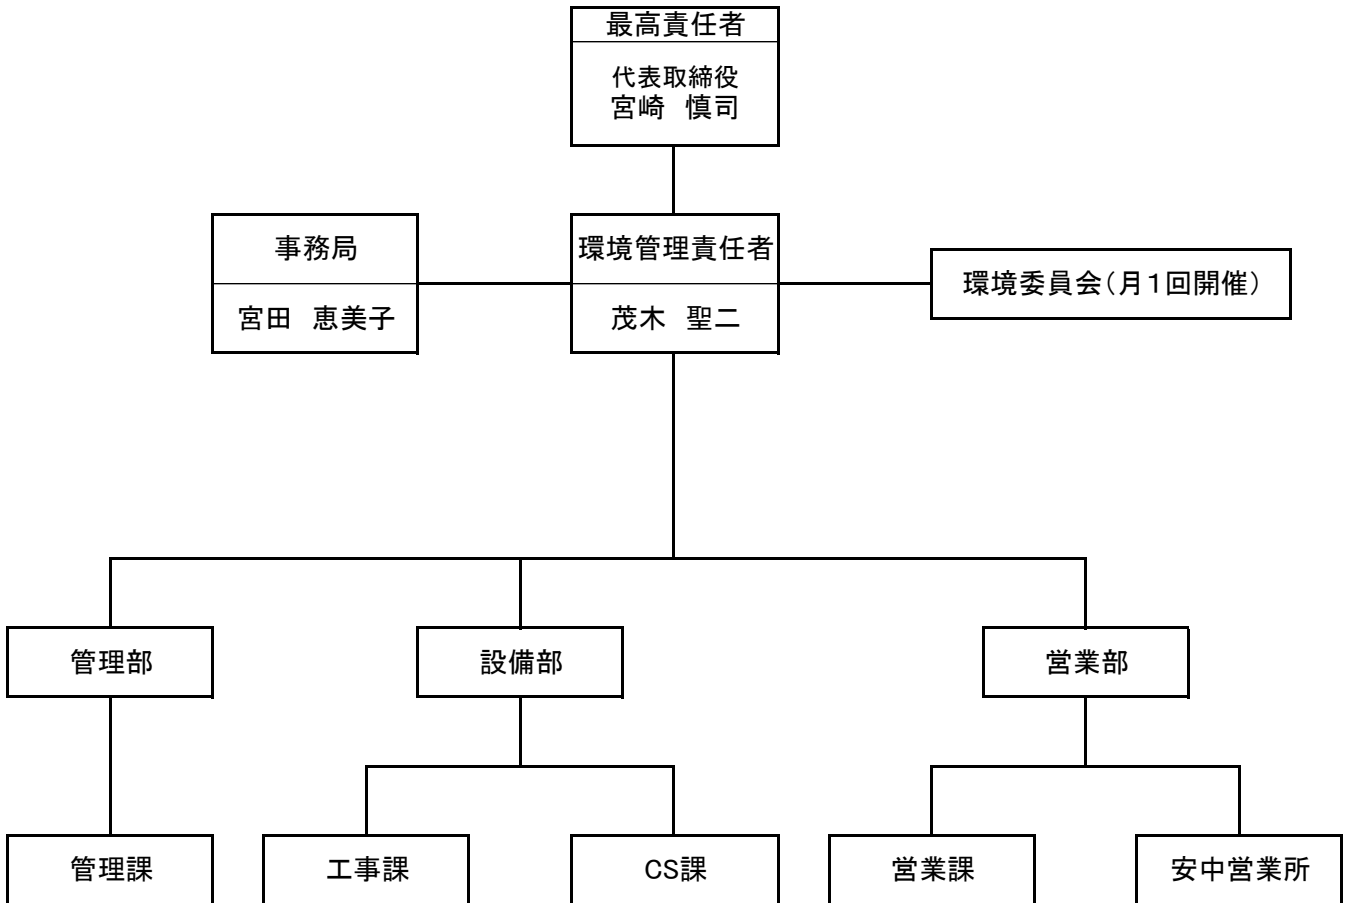 最高責任者
代表取締役
宮崎　慎司
事務局
宮田　恵美子
環境管理責任者
茂木　聖二
環境委員会（月１回開催）
管理部
設備部
営業部
管理課
工事課
CS課
営業課
安中営業所